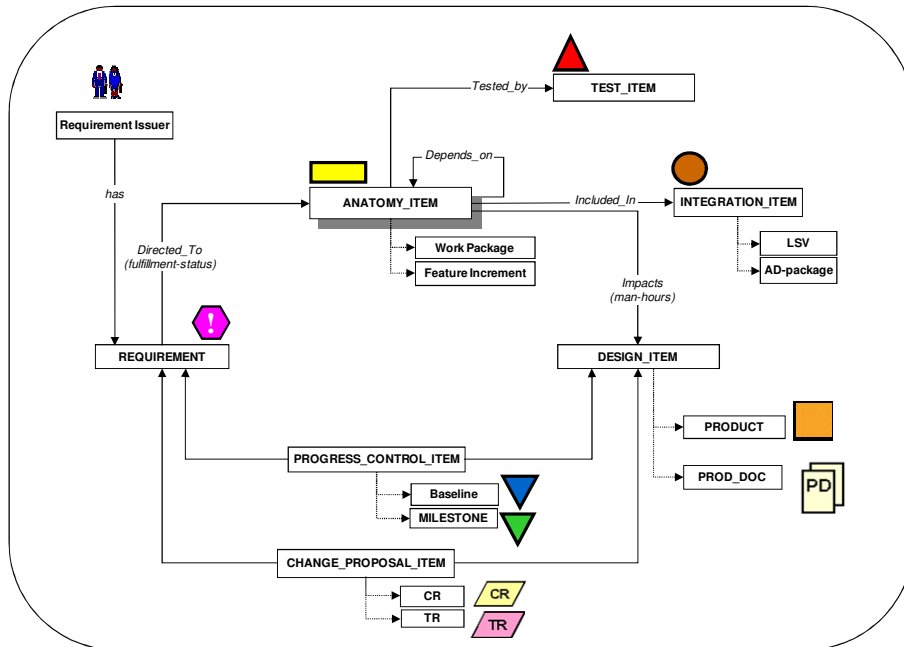 Tested_by
TEST_ITEM
Requirement Issuer
Depends_on
has
ANATOMY_ITEM
Included_In
INTEGRATION_ITEM
Work Package
LSV
Directed_To
(fulfillment-status)
Feature Increment
AD-package
Impacts
(man-hours)
!
REQUIREMENT
DESIGN_ITEM
PRODUCT
PROGRESS_CONTROL_ITEM
PROD_DOC
PD
Baseline
MILESTONE
CHANGE_PROPOSAL_ITEM
CR
CR
TR
TR